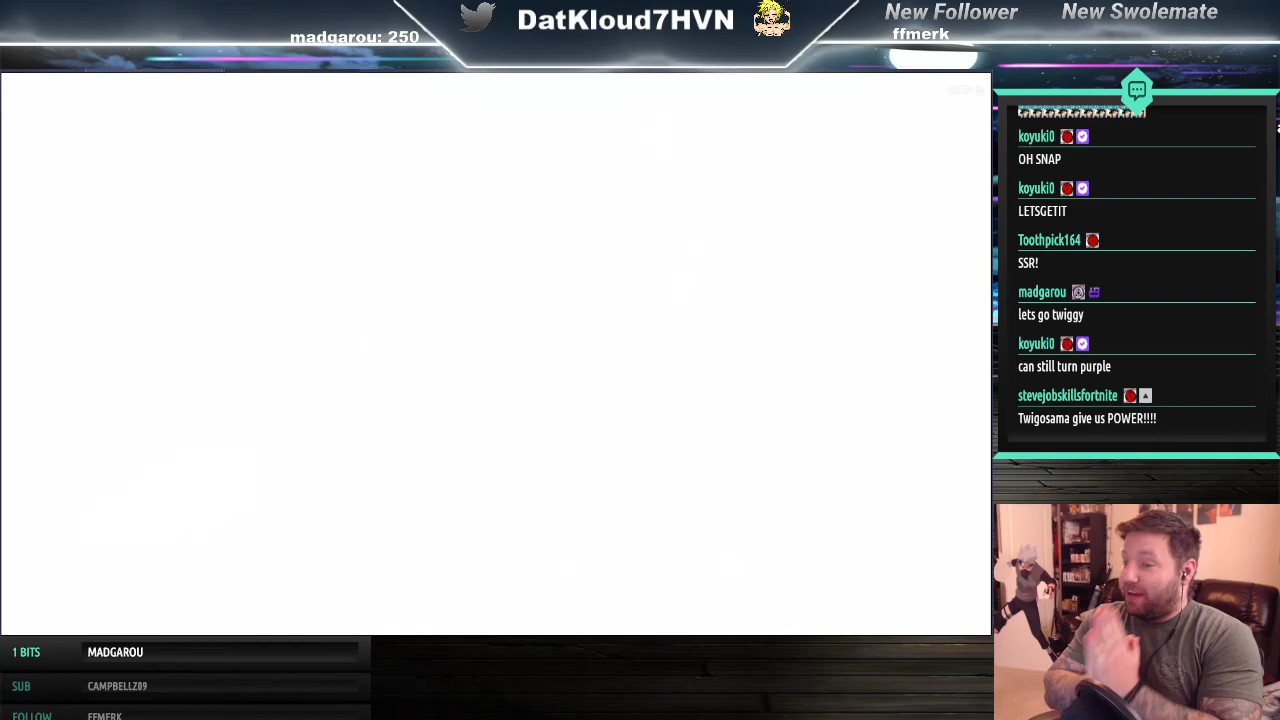 DatKloud7HVN
New Follower
New Swolemate
madgarou: 250
ffmerk
koyuki0
OH SNAP
koyuki0
LETSGETIT
Toothpick164
SSR!
madgarou
lets go twiggy
koyuki0
can still turn purple
stevejobskillsfortnite
Twigosama give us POWER!!!!
1 BITS MADGAROU
SUB CAMPBELLZ09
FOLLOW FFMERK